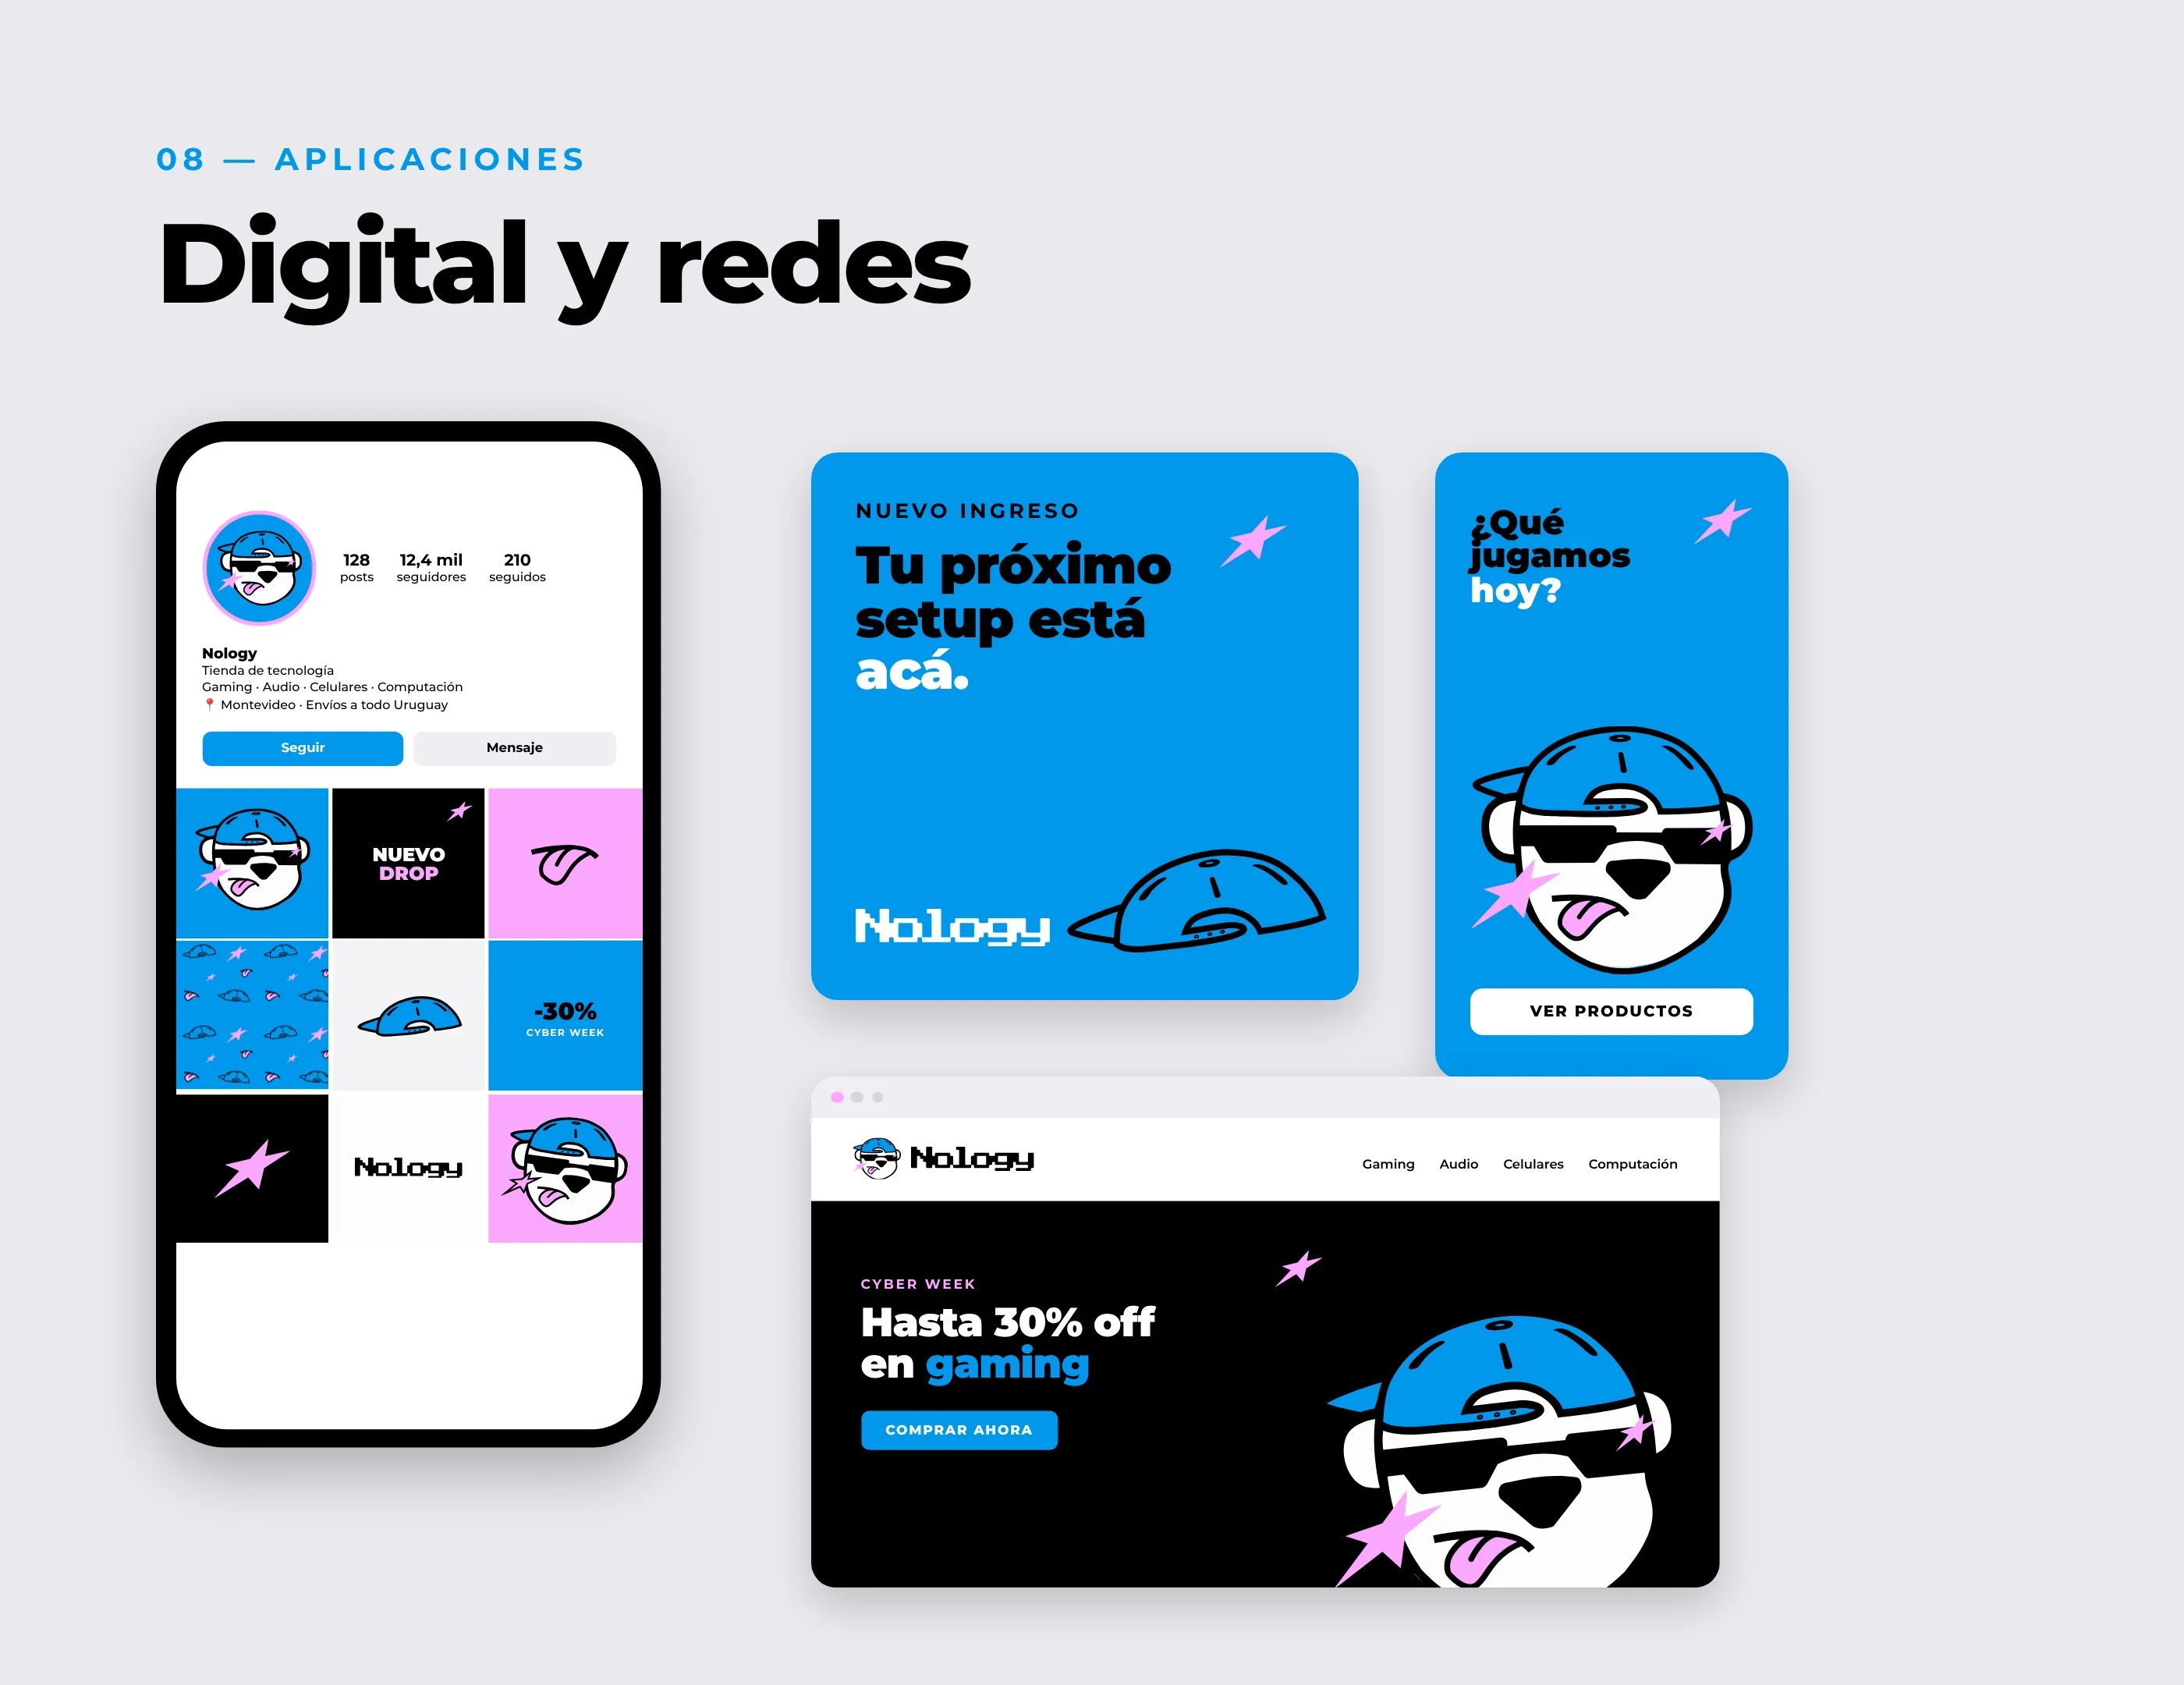 08 — APLICACIONES
Digital y redes
128
posts
12,4 mil
seguidores
210
seguidos
Nology
Tienda de tecnología
Gaming · Audio · Celulares · Computación
📍 Montevideo · Envíos a todo Uruguay
Seguir
Mensaje
NUEVO
DROP
-30%
CYBER WEEK
Nology
NUEVO INGRESO
Tu próximo
setup está
acá.
Nology
¿Qué
jugamos
hoy?
VER PRODUCTOS
Nology
Gaming Audio Celulares Computación
CYBER WEEK
Hasta 30% off
en gaming
COMPRAR AHORA